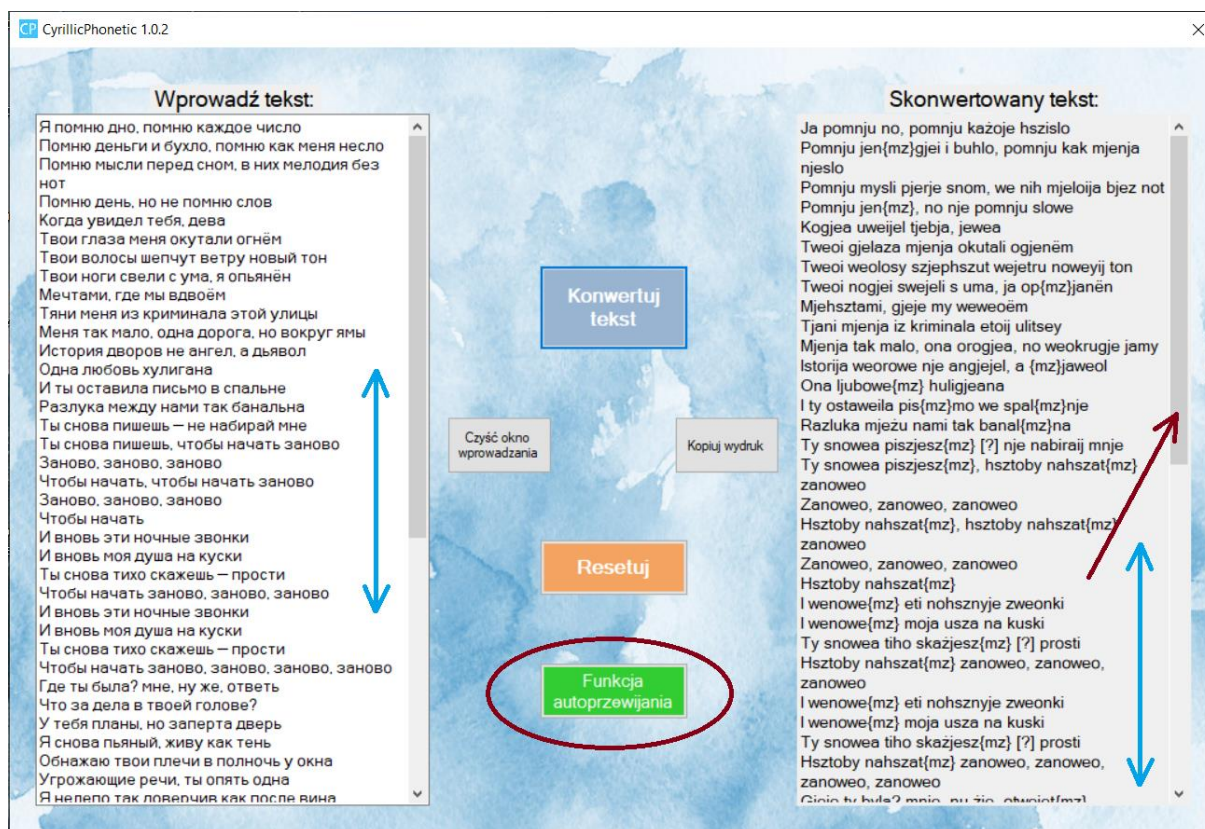 CP CyrillicPhonetic 1.0.2
Wprowadź tekst:
Я помню дно, помню каждое число
Помню деньги и бухло, помню как меня несло
Помню мысли перед сном, в них мелодия без
нот
Помню день, но не помню слов
Когда увидел тебя, дева
Твои глаза меня окутали огнём
Твои волосы шепчут ветру новый тон
Твои ноги свели с ума, я опьянён
Мечтами, где мы вдвоём
Тяни меня из криминала этой улицы
Меня так мало, одна дорога, но вокруг ямы
История дворов не ангел, а дьявол
Одна любовь хулигана
И ты оставила письмо в спальне
Разлука между нами так банальна
Ты снова пишешь — не набирай мне
Ты снова пишешь, чтобы начать заново
Заново, заново, заново
Чтобы начать, чтобы начать заново
Заново, заново, заново
Чтобы начать
И вновь эти ночные звонки
И вновь моя душа на куски
Ты снова тихо скажешь — прости
Чтобы начать заново, заново, заново
И вновь эти ночные звонки
И вновь моя душа на куски
Ты снова тихо скажешь — прости
Чтобы начать заново, заново, заново, заново
Где ты была? мне, ну же, ответь
Что за дела в твоей голове?
У тебя планы, но заперта дверь
Я снова пьяный, живу как тень
Обнажаю твои плечи в полночь у окна
Угрожающие речи, ты опять одна
Я нелепо так доверчив как после вина
Konwertuj
tekst
Czyść okno
wprowadzania
Kopiuj wydruk
Resetuj
Funkcja
autoprzewijania
Skonwertowany tekst:
Ja pomnju no, pomnju każoje hszislo
Pomnju jen{mz}gjei i buhlo, pomnju kak mjenja
njeslo
Pomnju mysli pjerje snom, we nih mjeloija bjez not
Pomnju jen{mz}, no nje pomnju slowe
Kogjea uweijel tjebja, jewea
Tweoi gjelaza mjenja okutali ogjenëm
Tweoi weolosy szjephszut wejetru noweyij ton
Tweoi nogjei swejeli s uma, ja op{mz}janën
Mjehsztami, gjeje my weweoëm
Tjani mjenja iz kriminala etoij ulitsey
Mjenja tak malo, ona orogjea, no weokrugje jamy
Istorija weorowe nje angjejel, a {mz}jaweol
Ona ljubowe{mz} huligjeana
I ty ostaweila pis{mz}mo we spal{mz}nje
Razluka mjeżu nami tak banal{mz}na
Ty snowea piszjesz{mz} [?] nje nabiraij mnje
Ty snowea piszjesz{mz}, hsztoby nahszat{mz}
zanoweo
Zanoweo, zanoweo, zanoweo
Hsztoby nahszat{mz}, hsztoby nahszat{mz}
zanoweo
Zanoweo, zanoweo, zanoweo
Hsztoby nahszat{mz}
I wenowe{mz} eti nohsznyje zweonki
I wenowe{mz} moja usza na kuski
Ty snowea tiho skażjesz{mz} [?] prosti
Hsztoby nahszat{mz} zanoweo, zanoweo,
zanoweo
I wenowe{mz} eti nohsznyje zweonki
I wenowe{mz} moja usza na kuski
Ty snowea tiho skażjesz{mz} [?] prosti
Hsztoby nahszat{mz} zanoweo, zanoweo,
zanoweo, zanoweo
Gjeje ty byla? mnje, nu żje, otwejet{mz}